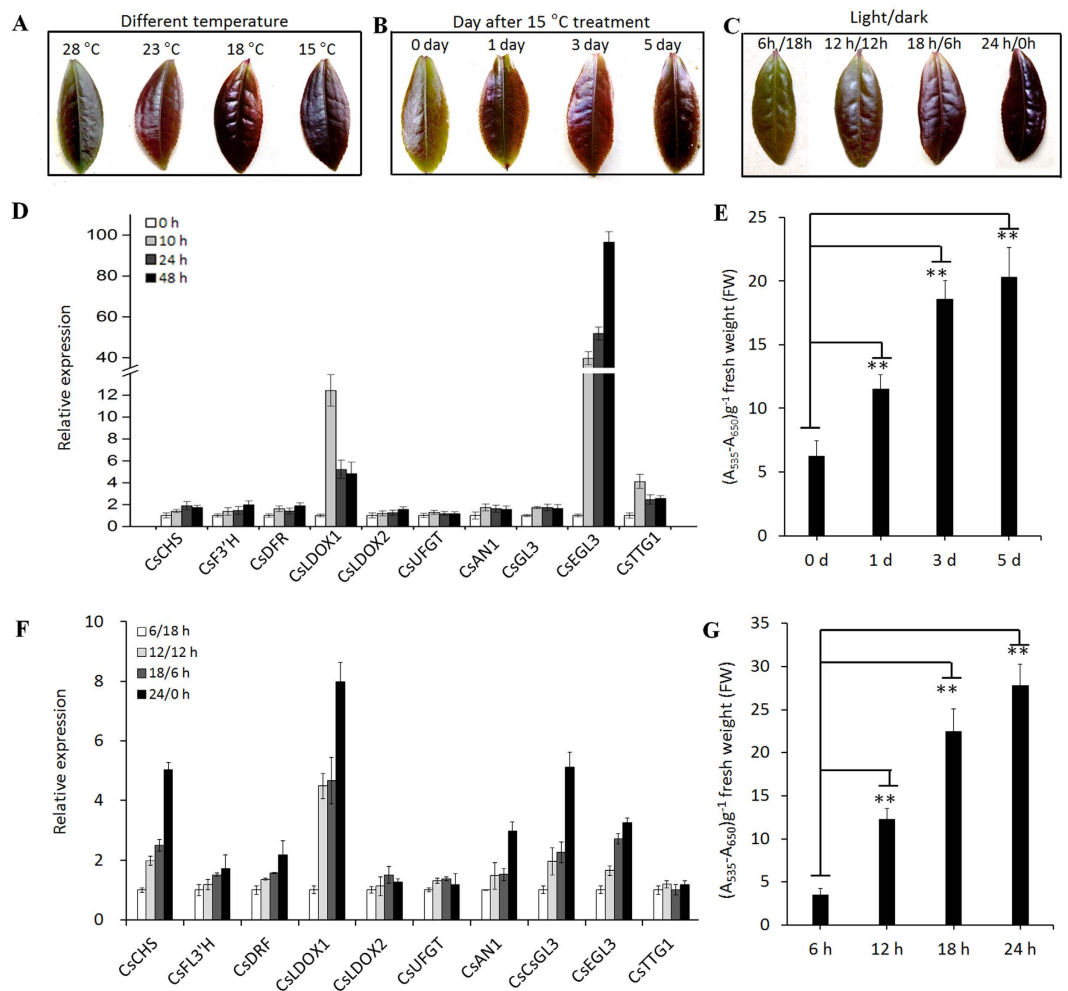 A
Different temperature
28 °C 23 °C 18 °C 15 °C
B
Day after 15 °C treatment
0 day 1 day 3 day 5 day
C
Light/dark
6h/18h 12 h/12h 18 h/6h 24 h/0h
D
Relative expression
100
80
60
40
12
10
8
6
4
2
0
0 h
10 h
24 h
48 h
CsCHS CsF3'H CsDFR CsLDOX1 CsLDOX2 CsUFGT CsAN1 CsGL3 CsEGL3 CsTTG1
E
(A535-A650)g-1 fresh weight (FW)
25
20
15
10
5
0
** ** **
**
0 d 1 d 3 d 5 d
F
Relative expression
10
8
6
4
2
0
6/18 h
12/12 h
18/6 h
24/0 h
CsCHS CsFL3'H CsDRF CsLDOX1 CsLDOX2 CsUFGT CsAN1 CsCsGL3 CsEGL3 CsTTG1
G
(A535-A650)g-1 fresh weight (FW)
35
30
25
20
15
10
5
0
**
**
**
6 h 12 h 18 h 24 h